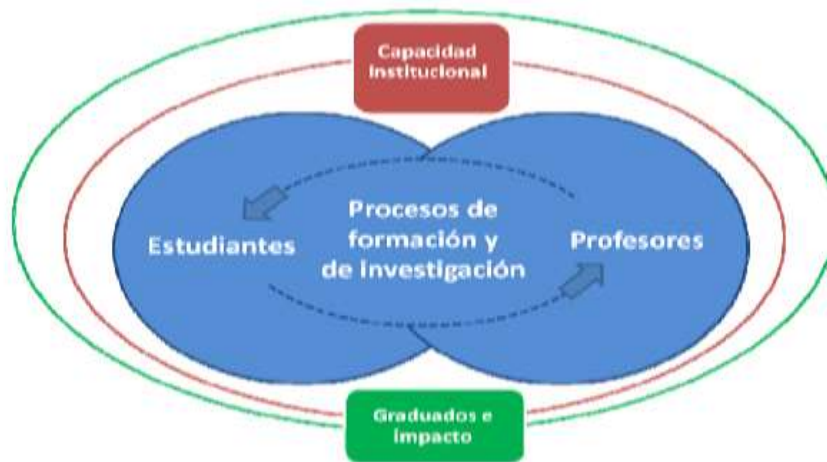 Capacidad
institucional
Procesos de
formación y
de investigación
Estudiantes
Profesores
Graduados e
impacto